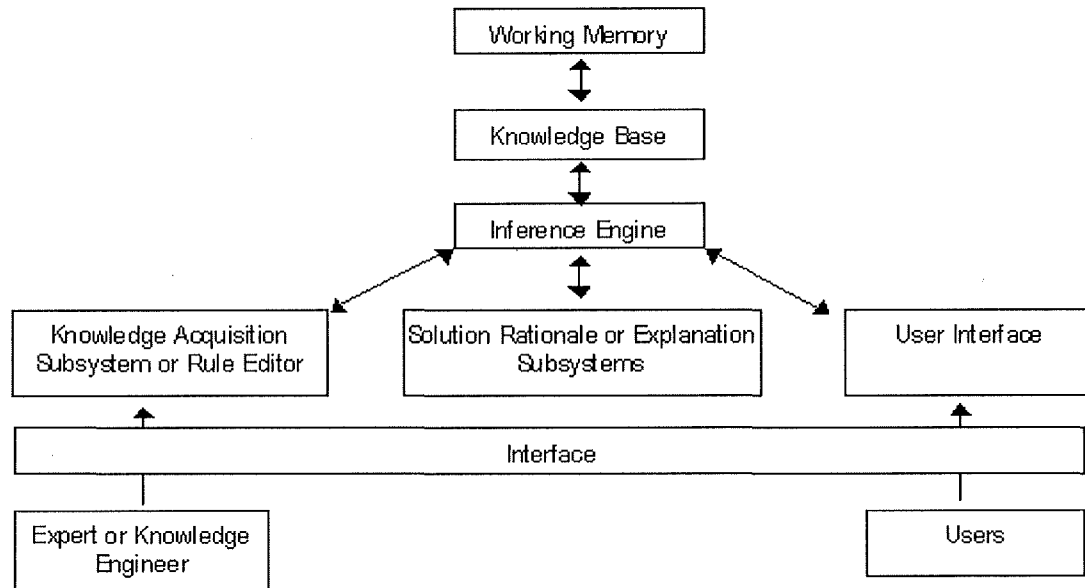 Working Memory
Knowledge Base
Inference Engine
Knowledge Acquisition
Subsystem or Rule Editor
Solution Rationale or Explanation
Subsystems
User Interface
Interface
Expert or Knowledge
Engineer
Users